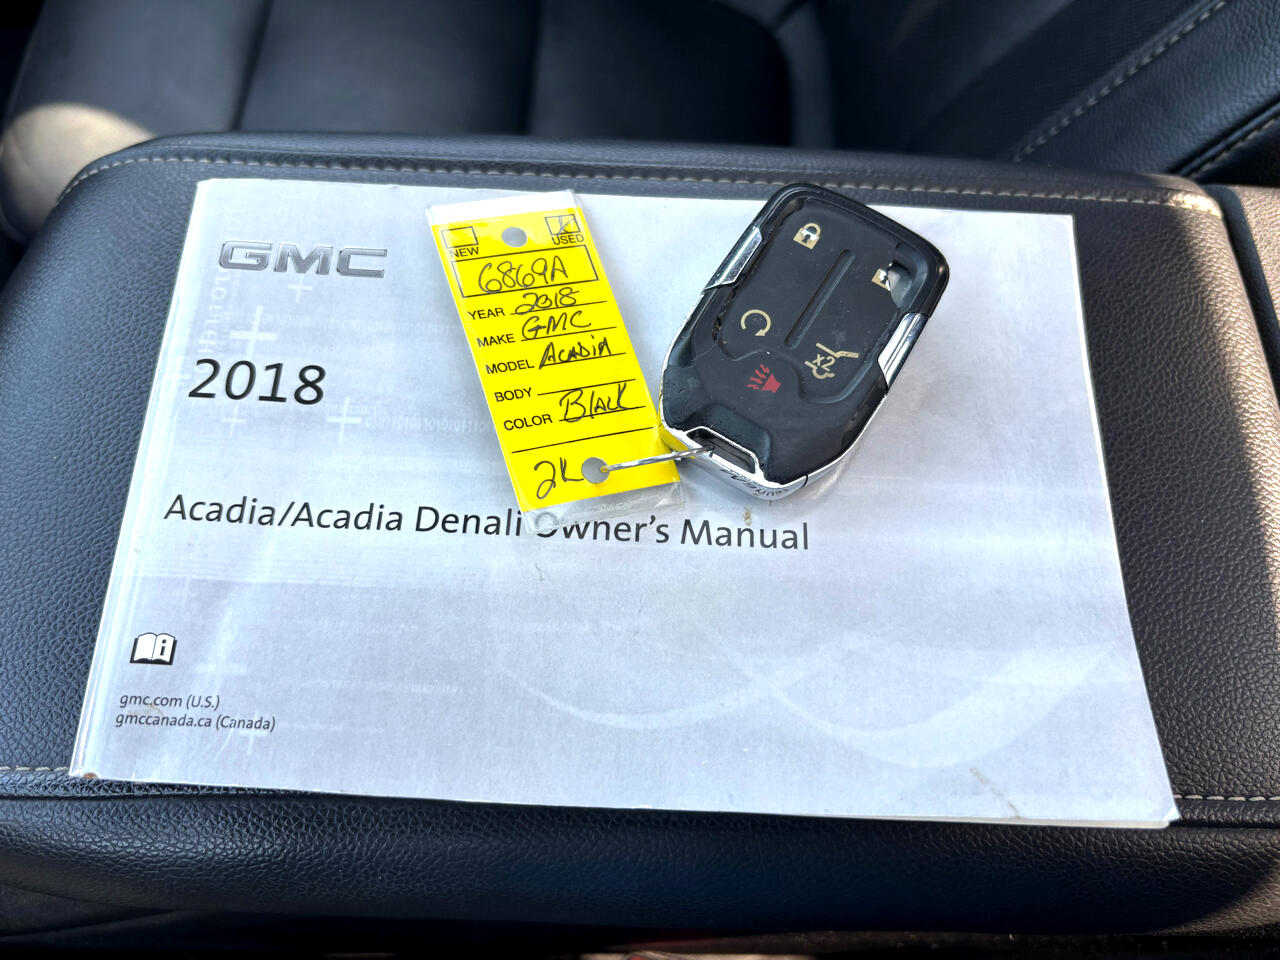 GMC
2018
Acadia/Acadia Denali Owner's Manual
i
gmc.com (U.S.)
gmccanada.ca (Canada)
NEW
USED
6869A
YEAR 2018
MAKE GMC
MODEL ACADIA
BODY
COLOR Black
2K
x2